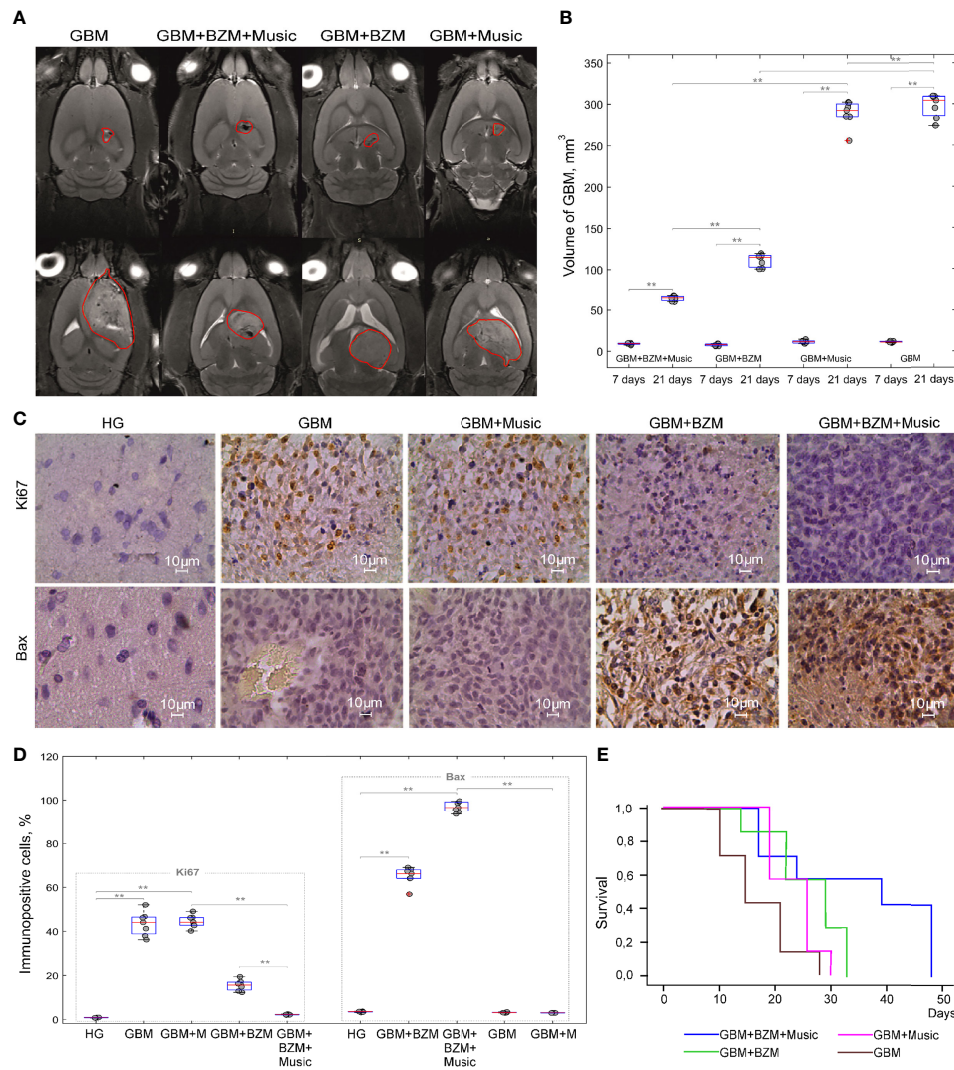 A
GBM GBM+BZM+Music GBM+BZM GBM+Music
B
Volume of GBM, mm³
350
300
250
200
150
100
50
0
** ** ** ** ** ** ** **
GBM+BZM+Music GBM+BZM GBM+Music GBM
7 days 21 days 7 days 21 days 7 days 21 days 7 days 21 days
C
HG GBM GBM+Music GBM+BZM GBM+BZM+Music
Ki67
10µm 10µm 10µm 10µm 10µm
Bax
10µm 10µm 10µm 10µm 10µm
D
Immunopositive cells, %
120
100
80
60
40
20
0
Ki67
** ** ** **
Bax
** ** **
HG GBM GBM+M GBM+BZM GBM+BZM+Music HG GBM+BZM GBM+BZM+Music GBM GBM+M
E
Survival
1,0
0,8
0,6
0,4
0,2
0,0
0 10 20 30 40 50
Days
GBM+BZM+Music GBM+Music
GBM+BZM GBM